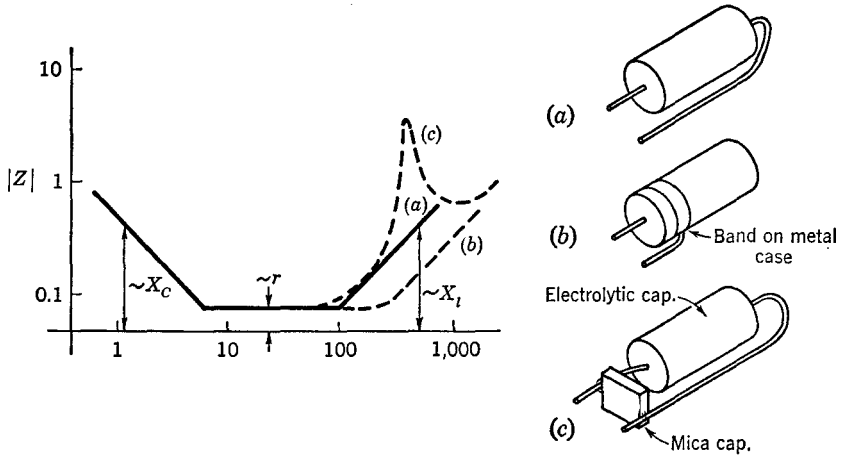 10
|Z|
1
0.1
~X_C
~r
~X_l
(a)
(b)
(c)
1
10
100
1,000
(a)
(b)
Band on metal
case
Electrolytic cap.
(c)
Mica cap.